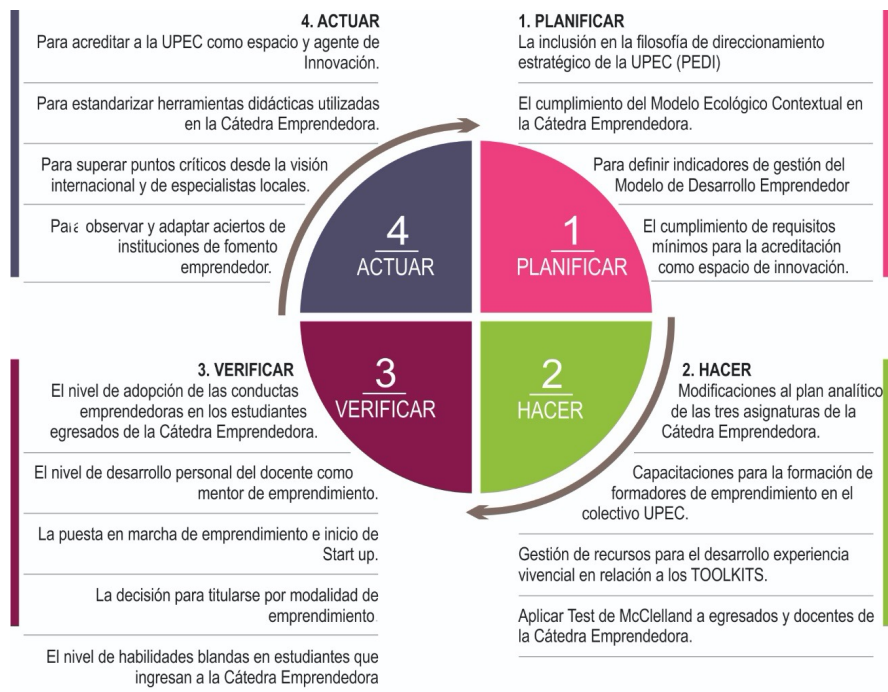 4. ACTUAR
Para acreditar a la UPEC como espacio y agente de
Innovación.
Para estandarizar herramientas didácticas utilizadas
en la Cátedra Emprendedora.
Para superar puntos críticos desde la visión
internacional y de especialistas locales.
Para observar y adaptar aciertos de
instituciones de fomento
emprendedor.
1. PLANIFICAR
La inclusión en la filosofía de direccionamiento
estratégico de la UPEC (PEDI)
El cumplimiento del Modelo Ecológico Contextual en
la Cátedra Emprendedora.
Para definir indicadores de gestión del
Modelo de Desarrollo Emprendedor
El cumplimiento de requisitos
mínimos para la acreditación
como espacio de innovación.
4
ACTUAR
1
PLANIFICAR
3
VERIFICAR
2
HACER
3. VERIFICAR
El nivel de adopción de las conductas
emprendedoras en los estudiantes
egresados de la Cátedra Emprendedora.
El nivel de desarrollo personal del docente como
mentor de emprendimiento.
La puesta en marcha de emprendimiento e inicio de
Start up.
La decisión para titularse por modalidad de
emprendimiento
El nivel de habilidades blandas en estudiantes que
ingresan a la Cátedra Emprendedora
2. HACER
Modificaciones al plan analítico
de las tres asignaturas de la
Cátedra Emprendedora.
Capacitaciones para la formación de
formadores de emprendimiento en el
colectivo UPEC.
Gestión de recursos para el desarrollo experiencia
vivencial en relación a los TOOLKITS.
Aplicar Test de McClelland a egresados y docentes de
la Cátedra Emprendedora.